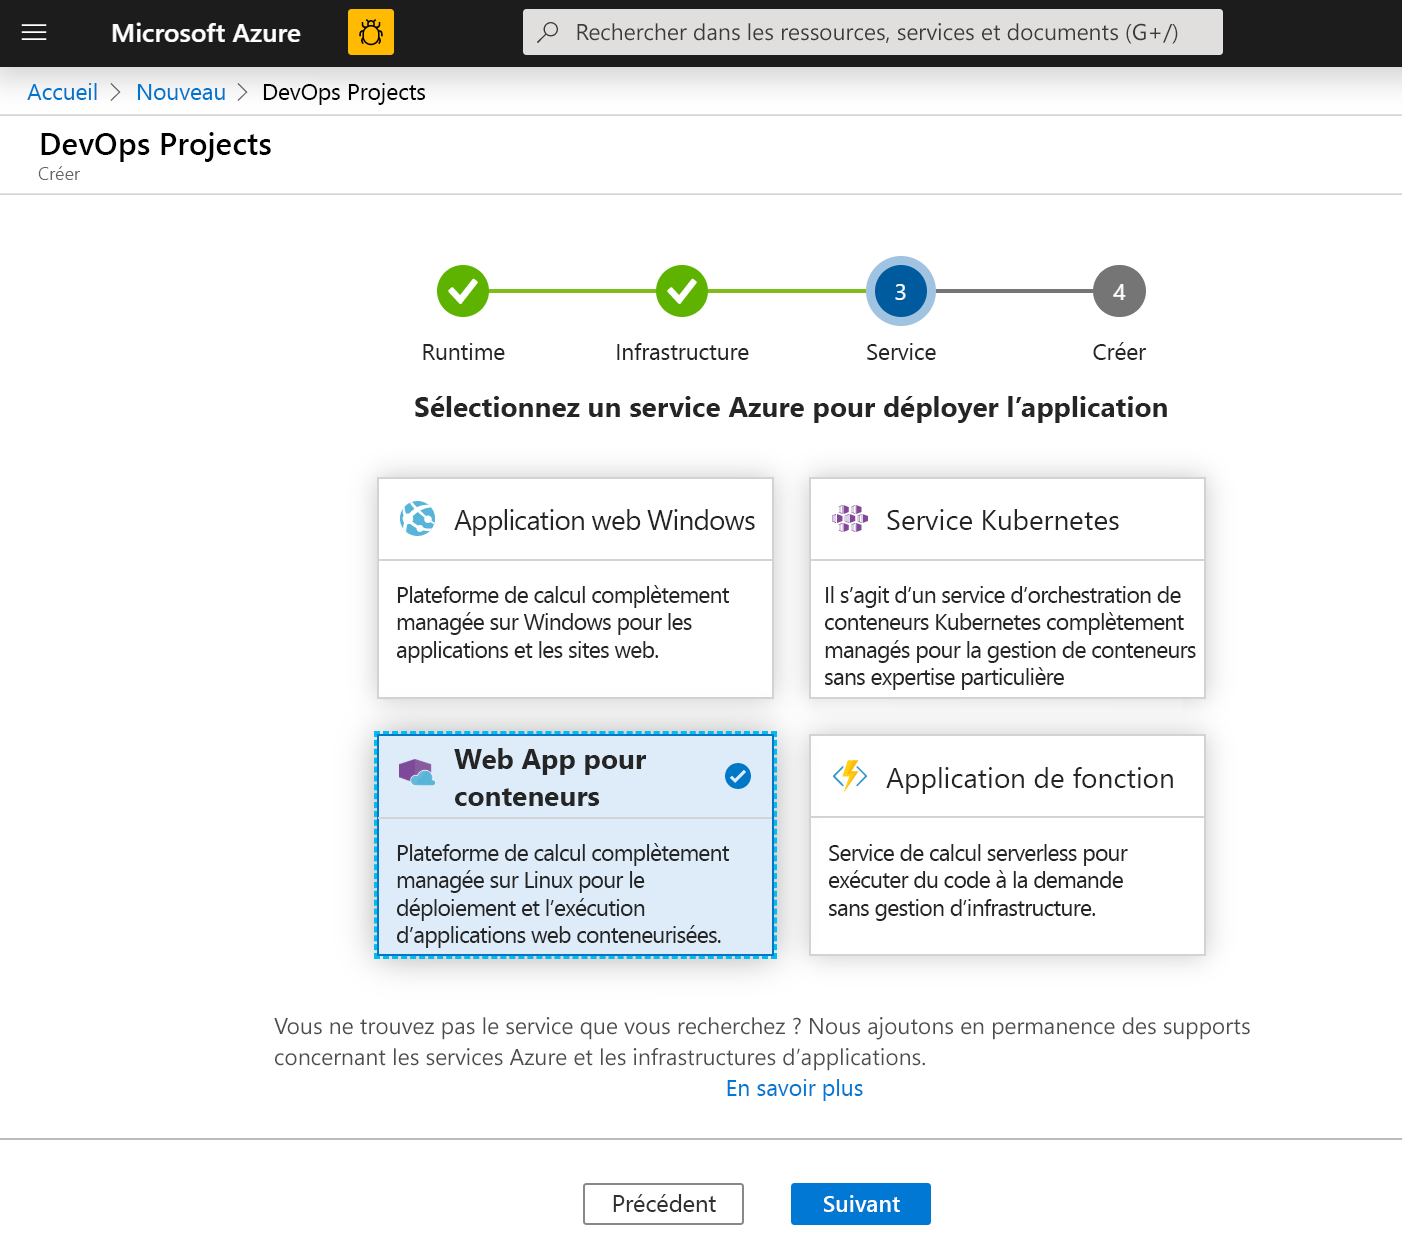 Microsoft Azure
Rechercher dans les ressources, services et documents (G+/)
Accueil > Nouveau > DevOps Projects
DevOps Projects
Créer
3
4
Runtime
Infrastructure
Service
Créer
Sélectionnez un service Azure pour déployer l’application
Application web Windows
Plateforme de calcul complètement
managée sur Windows pour les
applications et les sites web.
Service Kubernetes
Il s’agit d’un service d’orchestration de
conteneurs Kubernetes complètement
managés pour la gestion de conteneurs
sans expertise particulière
Web App pour
conteneurs
Plateforme de calcul complètement
managée sur Linux pour le
déploiement et l’exécution
d’applications web conteneurisées.
Application de fonction
Service de calcul serverless pour
exécuter du code à la demande
sans gestion d’infrastructure.
Vous ne trouvez pas le service que vous recherchez ? Nous ajoutons en permanence des supports
concernant les services Azure et les infrastructures d’applications.
En savoir plus
Précédent
Suivant